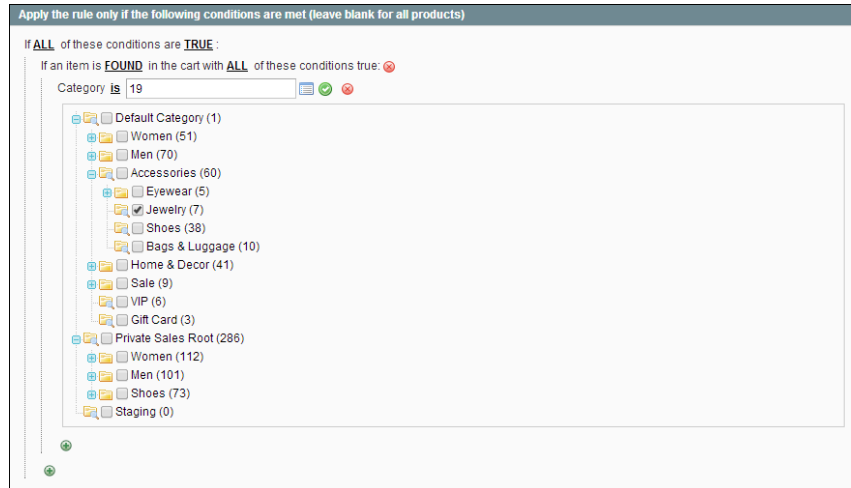 Apply the rule only if the following conditions are met (leave blank for all products)
If ALL of these conditions are TRUE :
If an item is FOUND in the cart with ALL of these conditions true:
Category is 19
Default Category (1)
Women (51)
Men (70)
Accessories (60)
Eyewear (5)
Jewelry (7)
Shoes (38)
Bags & Luggage (10)
Home & Decor (41)
Sale (9)
VIP (6)
Gift Card (3)
Private Sales Root (286)
Women (112)
Men (101)
Shoes (73)
Staging (0)